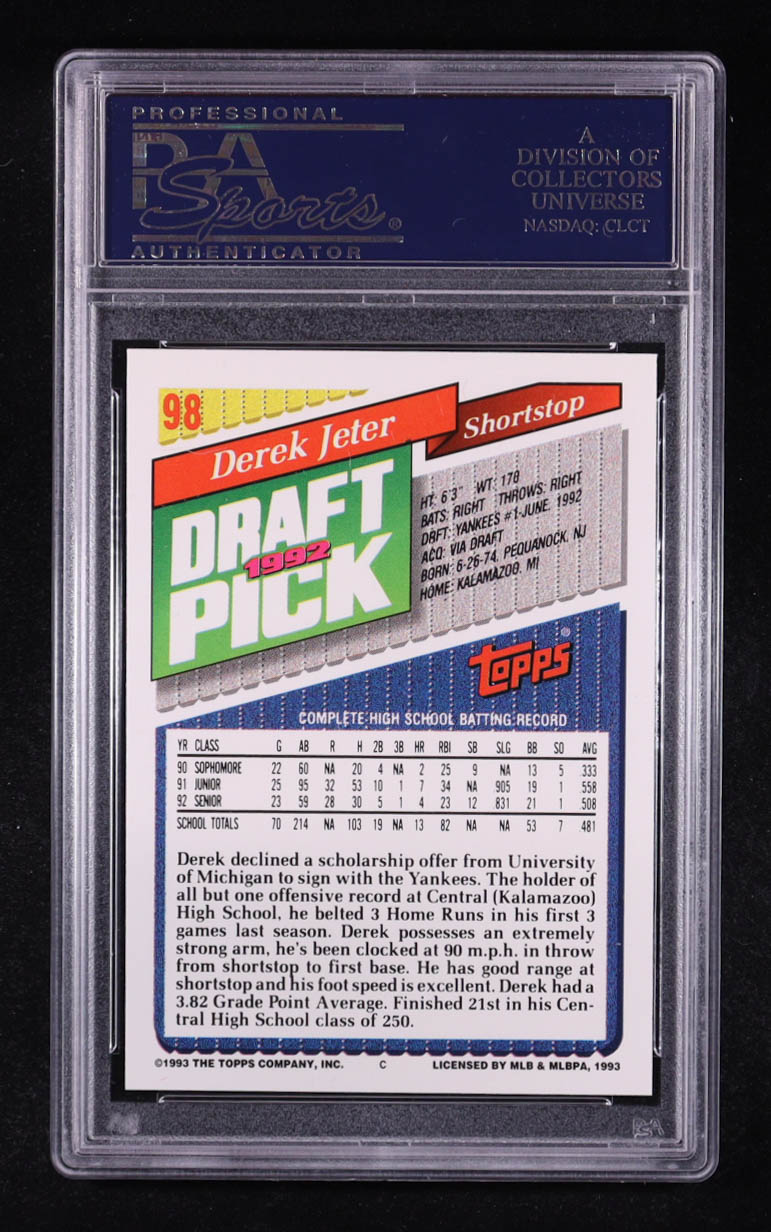 PROFESSIONAL
PSA
Sports®
AUTHENTICATOR
A
DIVISION OF
COLLECTORS
UNIVERSE
NASDAQ: CLCT
98
Derek Jeter
Shortstop
DRAFT
1992
PICK
HT: 6'3" WT: 178
BATS: RIGHT THROWS: RIGHT
DRFT: YANKEES #1-JUNE, 1992
ACQ: VIA DRAFT
BORN: 6-26-74, PEQUANOCK, NJ
HOME: KALAMAZOO, MI
TOPPS®
COMPLETE HIGH SCHOOL BATTING RECORD
YR CLASS G AB R H 2B 3B HR RBI SB SLG BB SO AVG
90 SOPHOMORE 22 60 NA 20 4 NA 2 25 9 NA 13 5 .333
91 JUNIOR 25 95 32 53 10 1 7 34 NA .905 19 1 .558
92 SENIOR 23 59 28 30 5 1 4 23 12 .831 21 1 .508
SCHOOL TOTALS 70 214 NA 103 19 NA 13 82 NA NA 53 7 .481
Derek declined a scholarship offer from University
of Michigan to sign with the Yankees. The holder of
all but one offensive record at Central (Kalamazoo)
High School, he belted 3 Home Runs in his first 3
games last season. Derek possesses an extremely
strong arm, he's been clocked at 90 m.p.h. in throw
from shortstop to first base. He has good range at
shortstop and his foot speed is excellent. Derek had a
3.82 Grade Point Average. Finished 21st in his Cen-
tral High School class of 250.
©1993 THE TOPPS COMPANY, INC. C LICENSED BY MLB & MLBPA, 1993
PSA